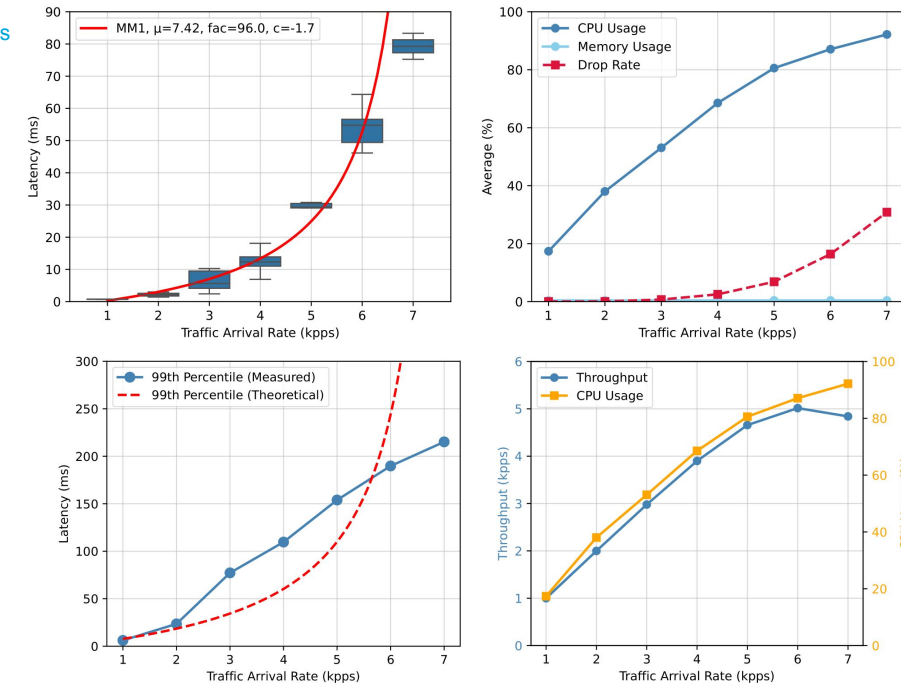 s
90
80
70
60
50
40
30
20
10
0
Latency (ms)
MM1, μ=7.42, fac=96.0, c=-1.7
1 2 3 4 5 6 7
Traffic Arrival Rate (kpps)
100
80
60
40
20
0
Average (%)
CPU Usage
Memory Usage
Drop Rate
1 2 3 4 5 6 7
Traffic Arrival Rate (kpps)
300
250
200
150
100
50
0
Latency (ms)
99th Percentile (Measured)
99th Percentile (Theoretical)
1 2 3 4 5 6 7
Traffic Arrival Rate (kpps)
6
5
4
3
2
1
0
Throughput (kpps)
Throughput
CPU Usage
100
80
60
40
20
0
1 2 3 4 5 6 7
Traffic Arrival Rate (kpps)